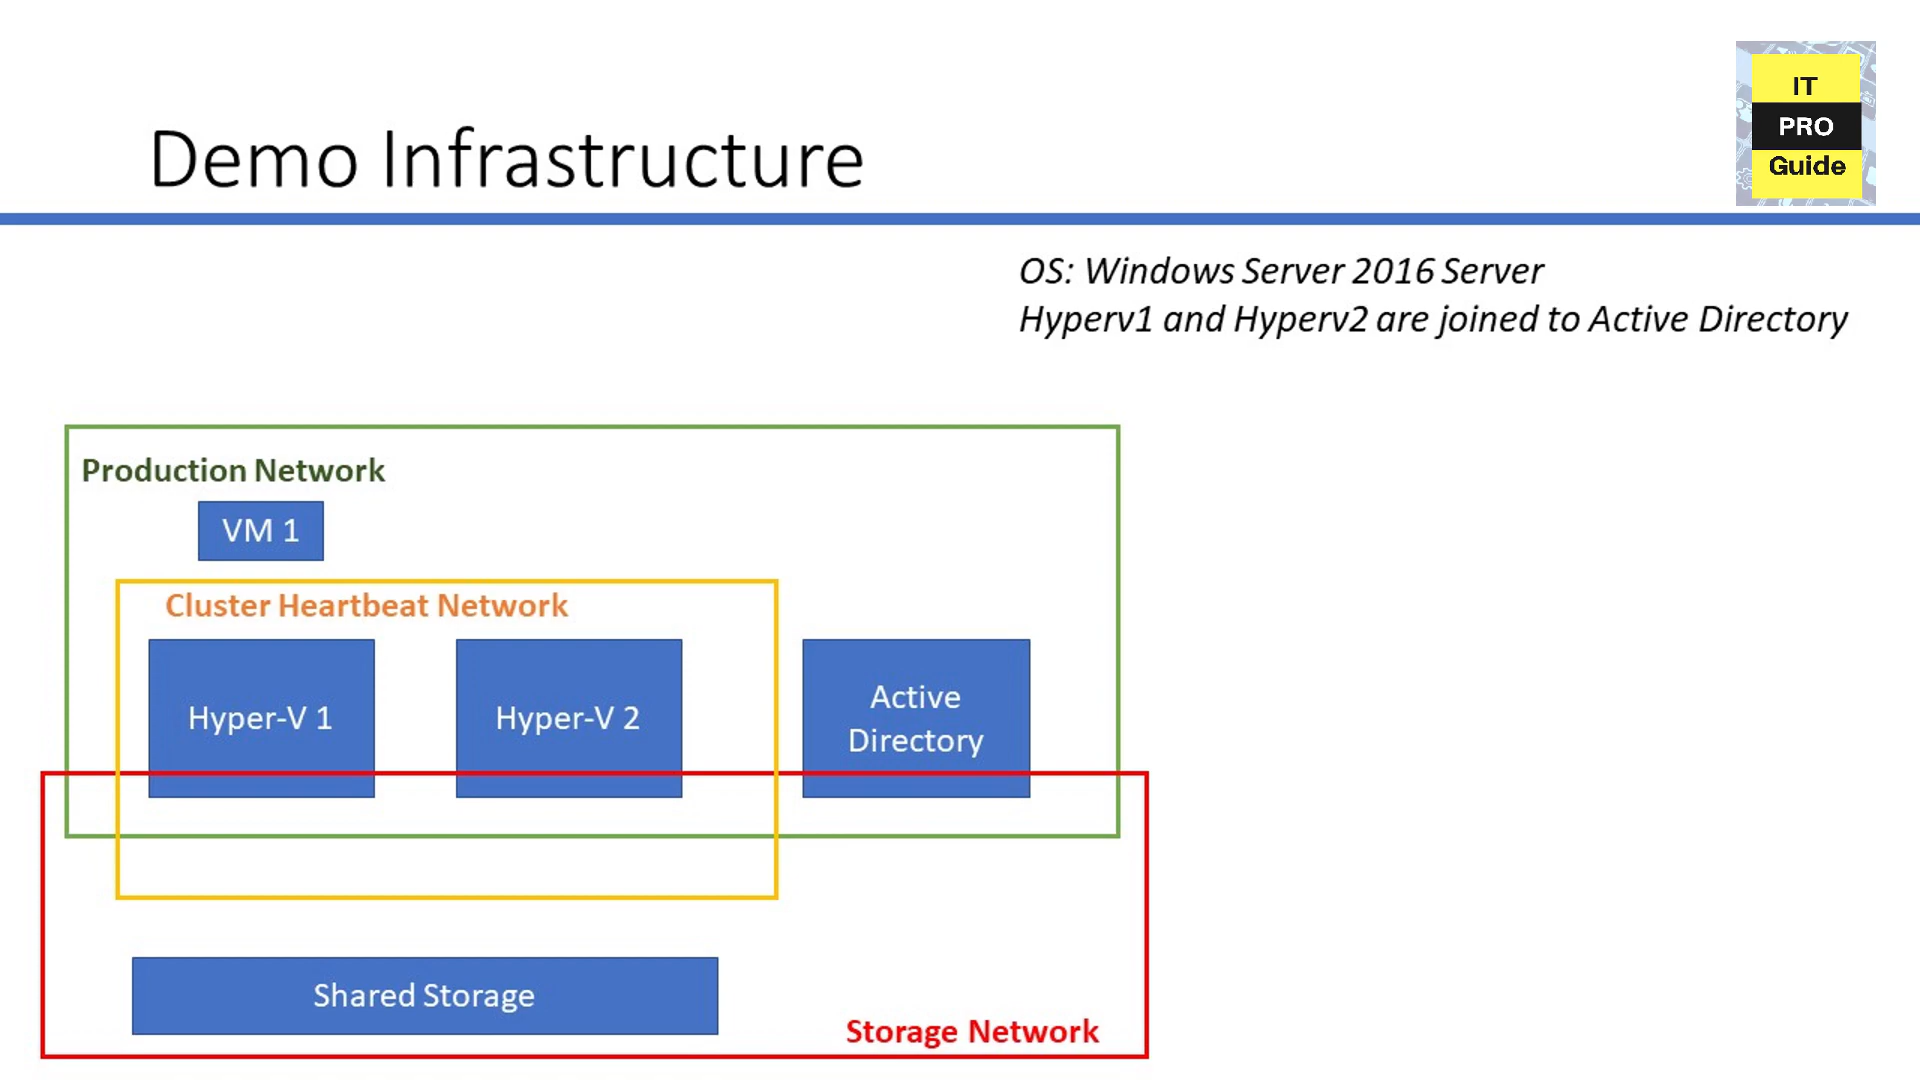 IT
PRO
Guide
Demo Infrastructure
OS: Windows Server 2016 Server
Hyperv1 and Hyperv2 are joined to Active Directory
Production Network
VM 1
Cluster Heartbeat Network
Hyper-V 1
Hyper-V 2
Active
Directory
Shared Storage
Storage Network